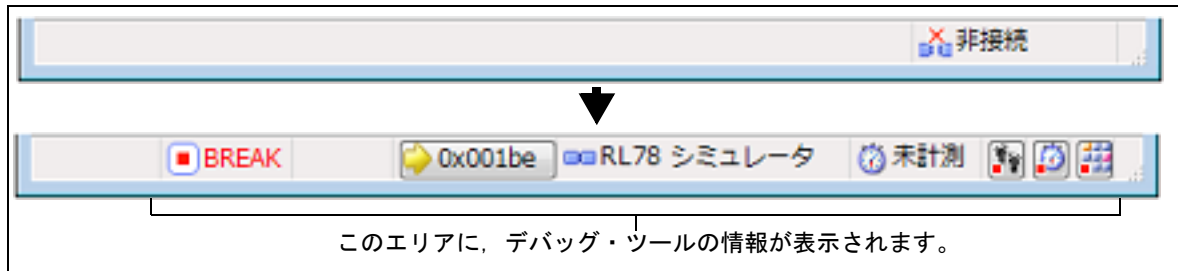 非接続
BREAK 0x001be RL78 シミュレータ 未計測
このエリアに，デバッグ・ツールの情報が表示されます。